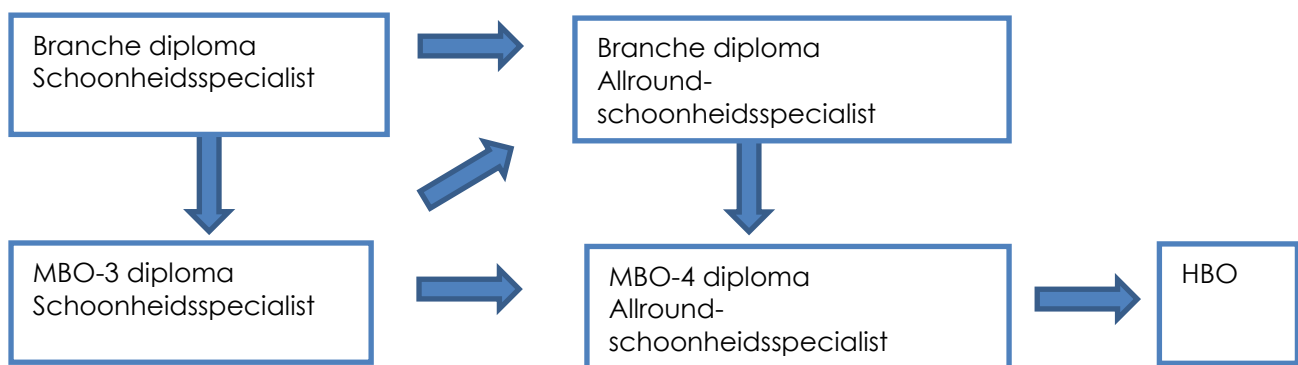 Branche diploma
Schoonheidsspecialist
Branche diploma
Allround-
schoonheidsspecialist
MBO-3 diploma
Schoonheidsspecialist
MBO-4 diploma
Allround-
schoonheidsspecialist
HBO